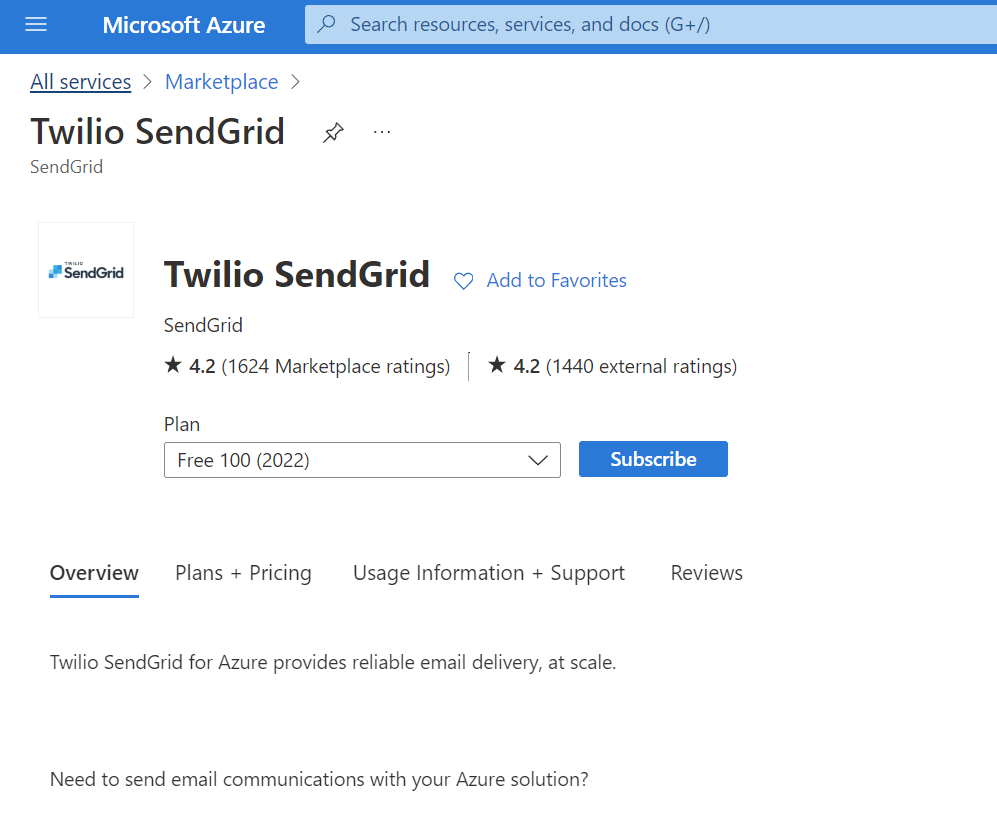 Microsoft Azure
Search resources, services, and docs (G+/)
All services > Marketplace >
Twilio SendGrid ...
SendGrid
TWILIO
SendGrid
Twilio SendGrid Add to Favorites
SendGrid
★ 4.2 (1624 Marketplace ratings) | ★ 4.2 (1440 external ratings)
Plan
Free 100 (2022) Subscribe
Overview Plans + Pricing Usage Information + Support Reviews
Twilio SendGrid for Azure provides reliable email delivery, at scale.
Need to send email communications with your Azure solution?